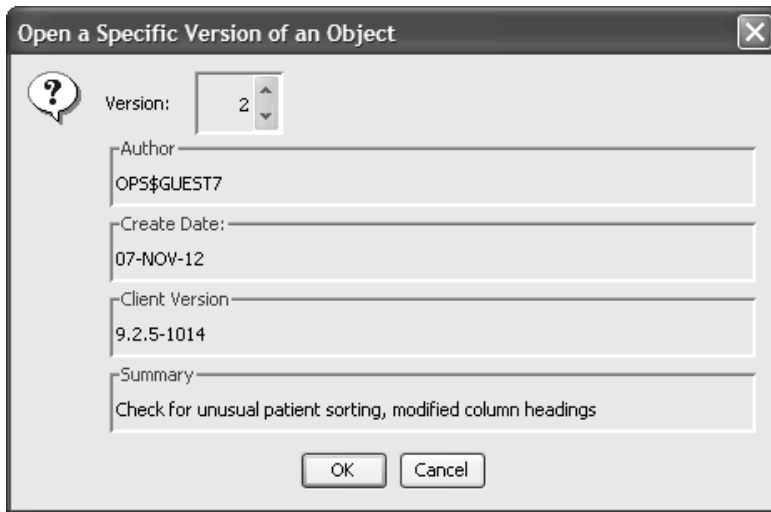 Open a Specific Version of an Object
Version: 2
Author
OPS$GUEST7
Create Date:
07-NOV-12
Client Version
9.2.5-1014
Summary
Check for unusual patient sorting, modified column headings
OK Cancel